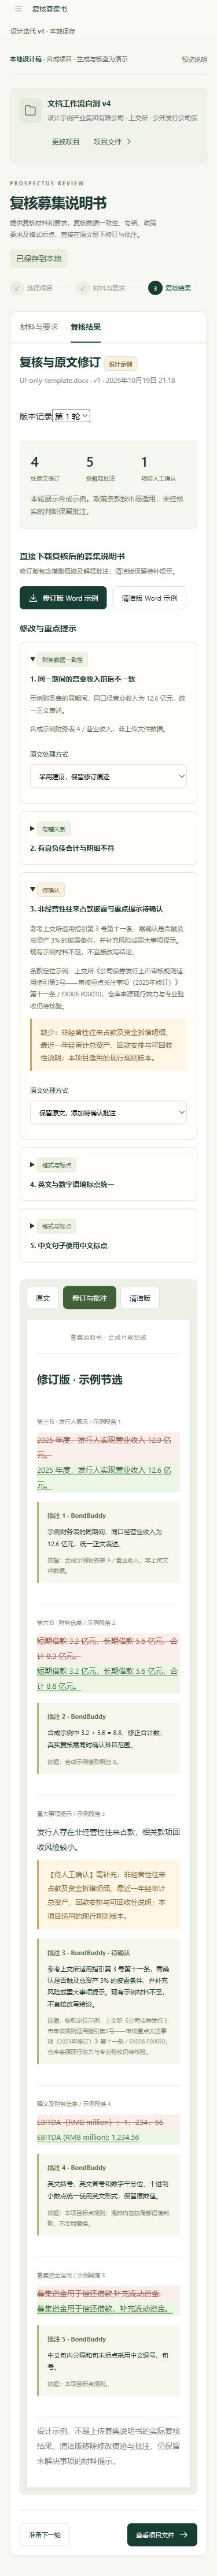 复核募集书
设计迭代 v4 · 本地保存
本地设计稿 · 合成项目 · 生成与核查为演示
预览说明
文档工作流自测 v4
设计示例产业集团有限公司 · 上交所 · 公开发行公司债
更换项目
项目文件
PROSPECTUS REVIEW
复核募集说明书
提供复核材料和要求，复核数据一致性、勾稽、政策
要求及格式标点，直接在原文留下修订与批注。
已保存到本地
✓ 选择项目
✓ 材料与要求
3 复核结果
材料与要求
复核结果
复核与原文修订
设计示例
UI-only-template.docx · v1 · 2026年10月19日 21:18
版本记录 第 1 轮
4
处原文修订
5
条解释批注
1
项待人工确认
本轮展示合成示例。政策条款按市场适用，未经核
实的判断保留批注。
直接下载复核后的募集说明书
修订版包含增删痕迹及解释批注；清洁版保留待补提示。
修订版 Word 示例
清洁版 Word 示例
修改与重点提示
财务数据一致性
1. 同一期间的营业收入前后不一致
示例财务表的同期间、同口径营业收入为 12.6 亿元，统
一正文表述。
合成示例财务表 A / 营业收入，非上传文件数据。
原文处理方式
采用建议，保留修订痕迹
勾稽关系
2. 有息负债合计与明细不符
待确认
3. 非经营性往来占款披露与重点提示待确认
参考上交所适用指引第 3 号第十一条，需确认是否触及
总资产 3% 的披露条件，并补充风险或重大事项提示。
现有示例材料不足，不直接改写结论。
条款定位示例：上交所《公司债券发行上市审核规则适
用指引第3号——审核重点关注事项（2025年修订）》
第十一条 / EX006 P00030；仓库来源现行效力与专业验
收仍待核验。
缺少：非经营性往来占款及资金拆借明细、
最近一年经审计总资产、回款安排与可回收
性说明；本项目适用的现行规则版本。
原文处理方式
保留原文，添加待确认批注
格式与标点
4. 英文与数字语境标点统一
格式与标点
5. 中文句子使用中文标点
原文
修订与批注
清洁版
募集说明书 · 合成片段预览
修订版 · 示例节选
第三节 · 发行人概况 / 示例段落 1
2025 年度，发行人实现营业收入 12.0 亿
元。
2025 年度，发行人实现营业收入 12.6 亿
元。
批注 1 · BondBuddy
示例财务表的同期间、同口径营业收入为
12.6 亿元，统一正文表述。
依据：合成示例财务表 A / 营业收入，非上传文
件数据。
第六节 · 财务信息 / 示例段落 2
短期借款 3.2 亿元，长期借款 5.6 亿元，合
计 8.3 亿元。
短期借款 3.2 亿元，长期借款 5.6 亿元，合
计 8.8 亿元。
批注 2 · BondBuddy
合成示例中 3.2 + 5.6 = 8.8，修正合计数；
真实复核需同时确认科目范围。
依据：合成示例借款明细 B。
重大事项提示 / 示例段落 3
发行人存在非经营性往来占款，相关款项回
收风险较小。
【待人工确认】需补充：非经营性往来
占款及资金拆借明细、最近一年经审计
总资产、回款安排与可回收性说明；本
项目适用的现行规则版本。
批注 3 · BondBuddy · 待确认
参考上交所适用指引第 3 号第十一条，需确
认是否触及总资产 3% 的披露条件，并补充
风险或重大事项提示。现有示例材料不足，
不直接改写结论。
依据：条款定位示例：上交所《公司债券发行上
市审核规则适用指引第3号——审核重点关注事
项（2025年修订）》第十一条 / EX006 P00030；
仓库来源现行效力与专业验收仍待核验。
释义及财务信息 / 示例段落 4
EBITDA（RMB million）：1，234．56
EBITDA (RMB million): 1,234.56
批注 4 · BondBuddy
英文括号、英文冒号和数字千分位、十进制
小数点统一使用英文形式，保留原数值。
依据：本项目标点规则，清排内容按局部语境判
断，不全局替换。
募集资金运用 / 示例段落 5
募集资金用于偿还借款,补充流动资金.
募集资金用于偿还借款，补充流动资金。
批注 5 · BondBuddy
中文句内分隔和句末标点采用中文逗号、句
号。
依据：本项目标点规则。
设计示例，不是上传募集说明书的实际复核
结果。清洁版移除修改痕迹与批注，仍保留
未解决事项的材料提示。
准备下一轮
查看项目文件